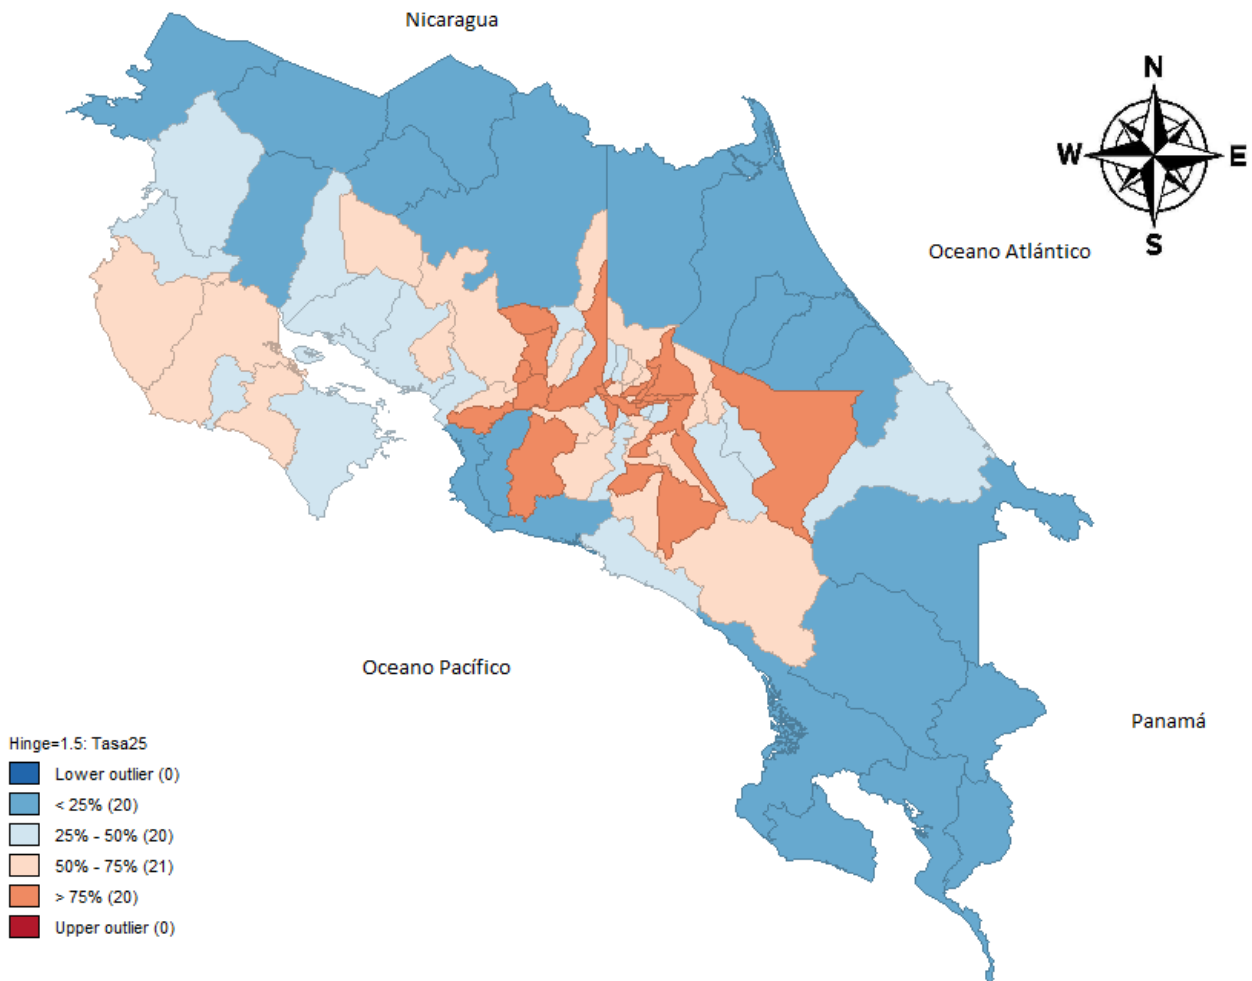 Nicaragua
N
W
E
S
Oceano Atlántico
Oceano Pacífico
Panamá
Hinge=1.5: Tasa25
Lower outlier (0)
< 25% (20)
25% - 50% (20)
50% - 75% (21)
> 75% (20)
Upper outlier (0)